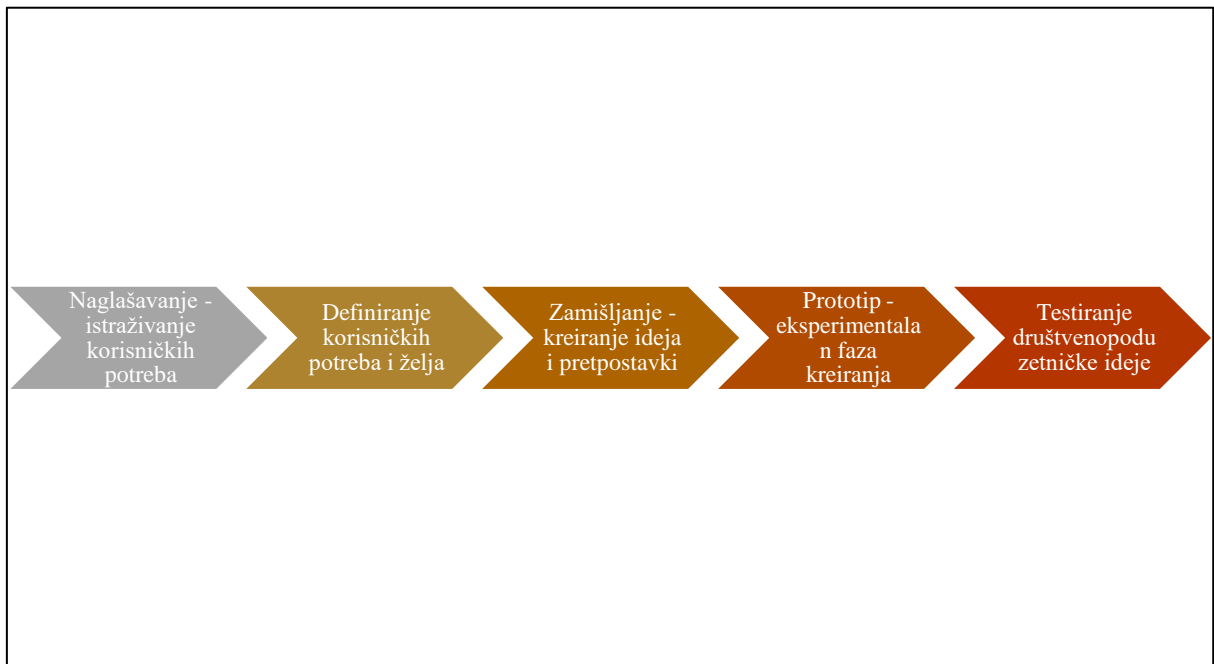 Naglašavanje -
istraživanje
korisničkih
potreba
Definiranje
korisničkih
potreba i želja
Zamišljanje -
kreiranje ideja
i pretpostavki
Prototip -
eksperimentala
n faza
kreiranja
Testiranje
društvenopodu
zetničke ideje